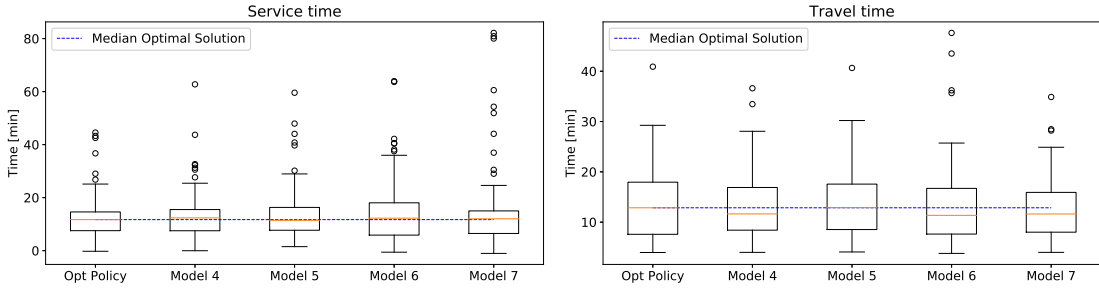 Service time
Median Optimal Solution
Time [min]
80
60
40
20
0
Opt Policy Model 4 Model 5 Model 6 Model 7
Travel time
Median Optimal Solution
Time [min]
40
30
20
10
Opt Policy Model 4 Model 5 Model 6 Model 7